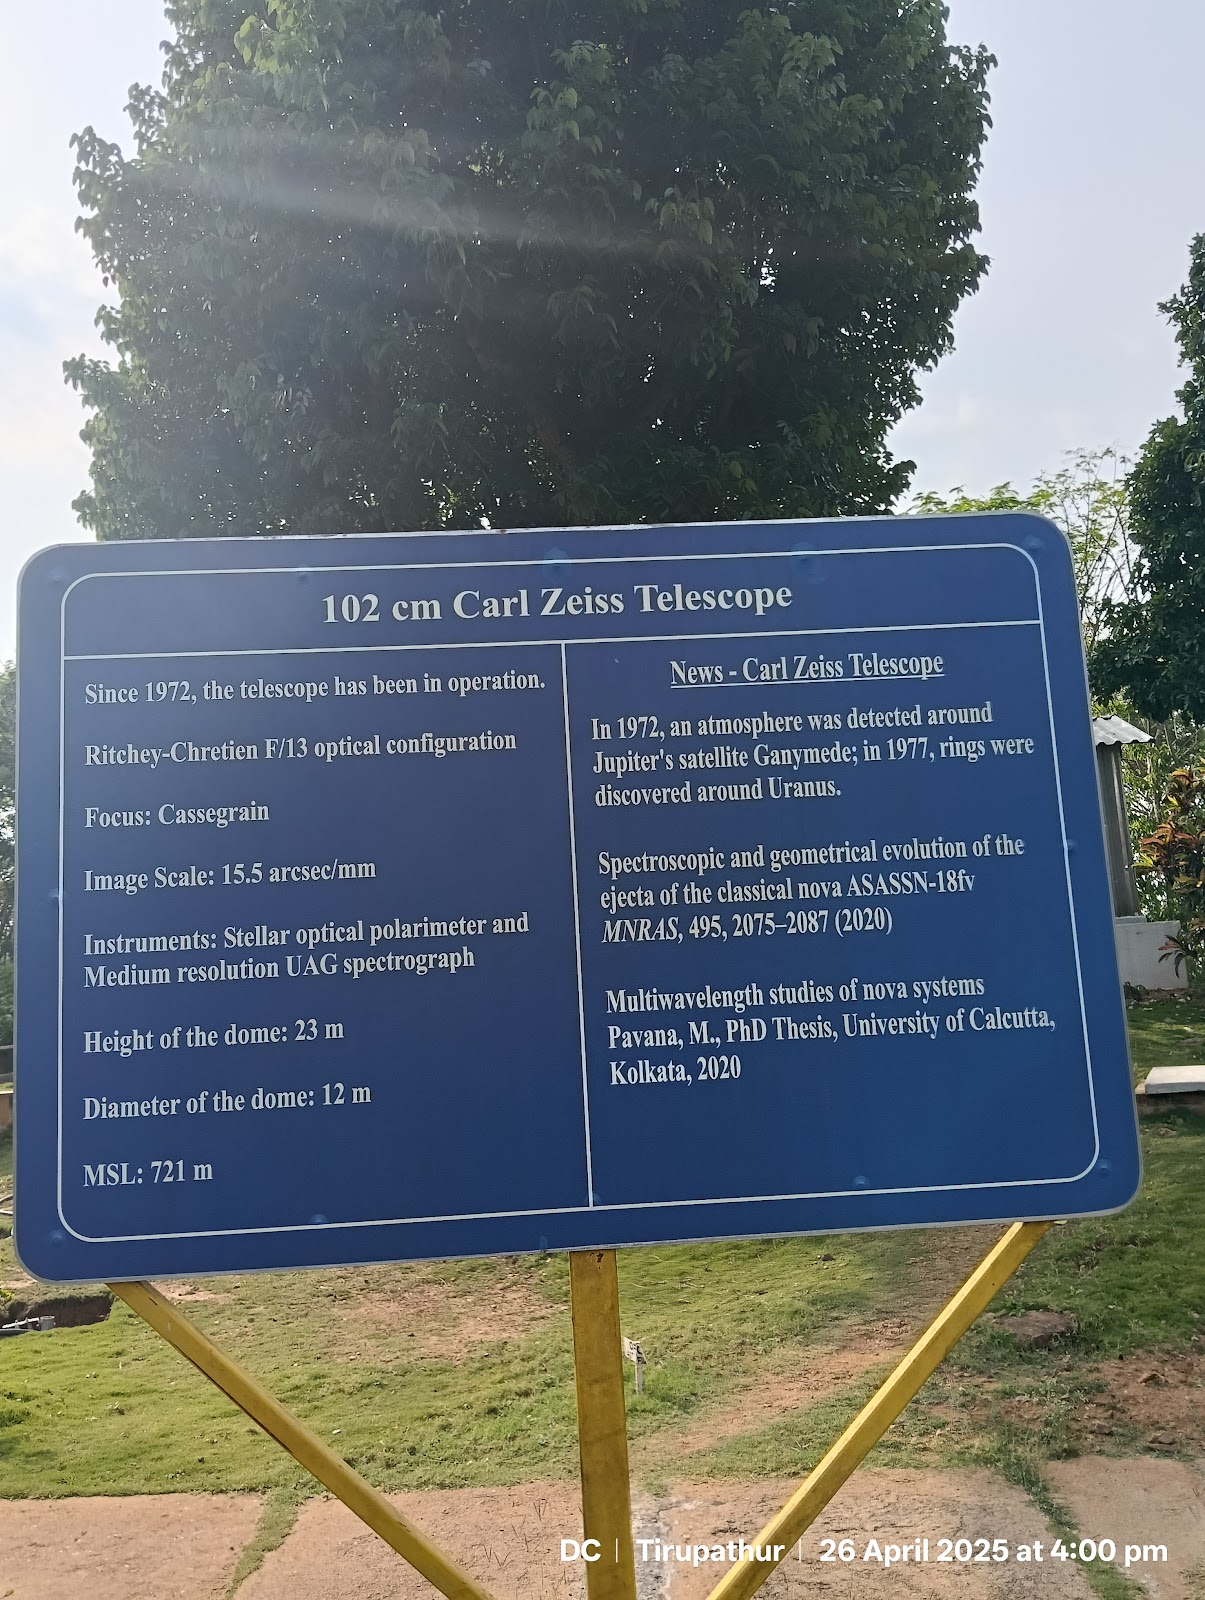 102 cm Carl Zeiss Telescope
Since 1972, the telescope has been in operation.
Ritchey-Chretien F/13 optical configuration
Focus: Cassegrain
Image Scale: 15.5 arcsec/mm
Instruments: Stellar optical polarimeter and
Medium resolution UAG spectrograph
Height of the dome: 23 m
Diameter of the dome: 12 m
MSL: 721 m
News - Carl Zeiss Telescope
In 1972, an atmosphere was detected around
Jupiter's satellite Ganymede; in 1977, rings were
discovered around Uranus.
Spectroscopic and geometrical evolution of the
ejecta of the classical nova ASASSN-18fv
MNRAS, 495, 2075–2087 (2020)
Multiwavelength studies of nova systems
Pavana, M., PhD Thesis, University of Calcutta,
Kolkata, 2020
DC | Tirupathur | 26 April 2025 at 4:00 pm